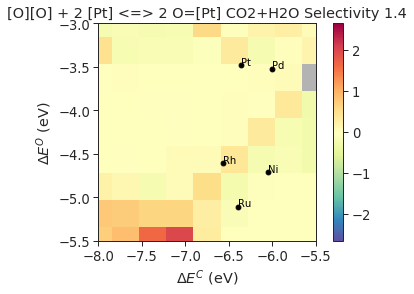 [O][O] + 2 [Pt] <=> 2 O=[Pt] CO2+H2O Selectivity 1.4
−3.0
−3.5
−4.0
−4.5
−5.0
−5.5
ΔE^O (eV)
Pt
Pd
Rh
Ni
Ru
−8.0 −7.5 −7.0 −6.5 −6.0 −5.5
ΔE^C (eV)
2
1
0
−1
−2